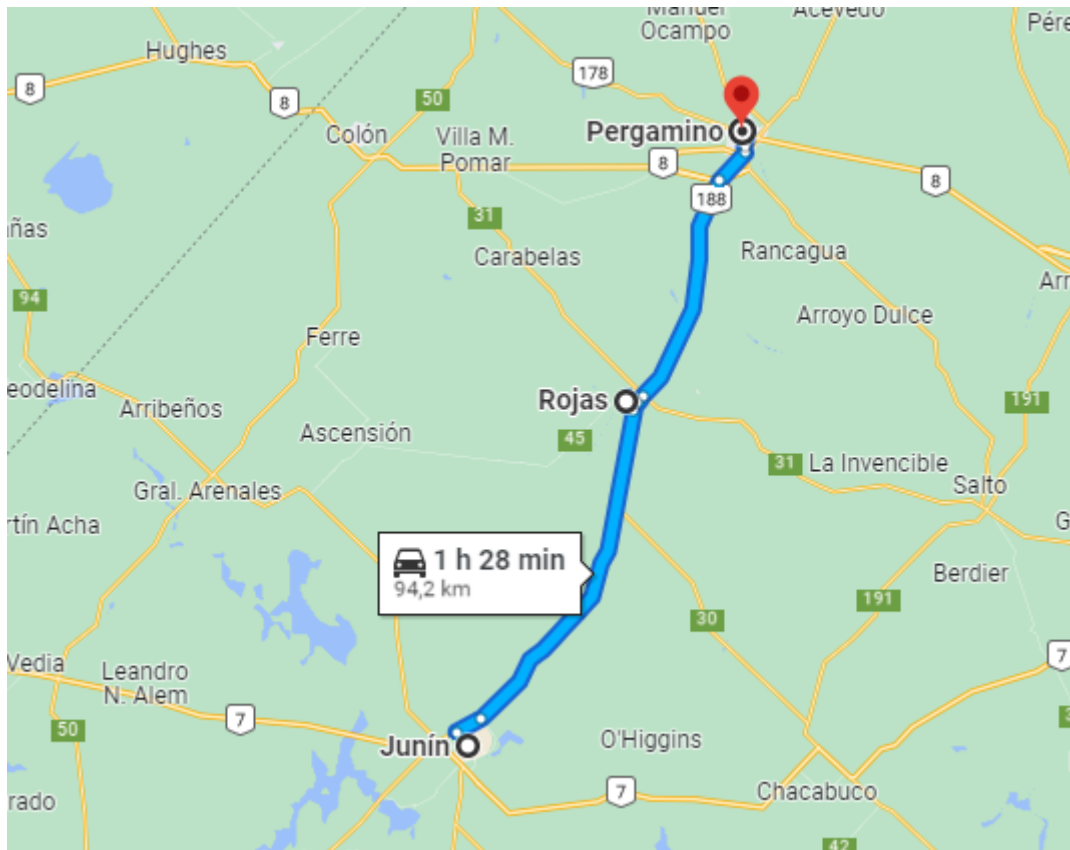 Manuel
Ocampo
Acevedo
Pére
Hughes
178
8
8
50
Colón
Villa M.
Pomar
Pergamino
8
8
188
31
ñas
Carabelas
Rancagua
Arr
94
Arroyo Dulce
Ferre
eodelina
Arribeños
Rojas
191
Ascensión
45
31
La Invencible
Gral. Arenales
Salto
rtín Acha
G
1 h 28 min
94,2 km
Berdier
191
30
7
Vedia
Leandro
N. Alem
7
50
3
Junín
O'Higgins
7
Chacabuco
rado
42